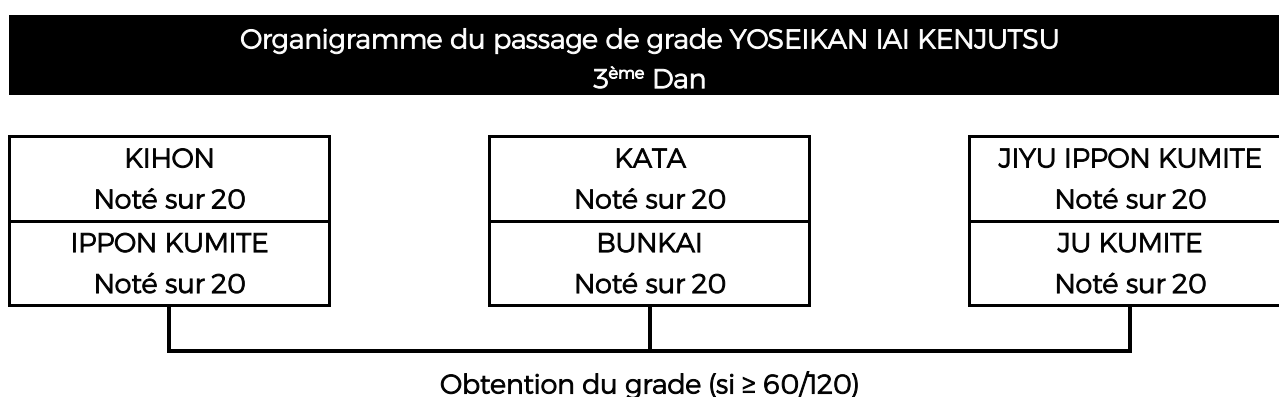 Organigramme du passage de grade YOSEIKAN IAI KENJUTSU
3ème Dan
KIHON
Noté sur 20
IPPON KUMITE
Noté sur 20
KATA
Noté sur 20
BUNKAI
Noté sur 20
JIYU IPPON KUMITE
Noté sur 20
JU KUMITE
Noté sur 20
Obtention du grade (si ≥ 60/120)